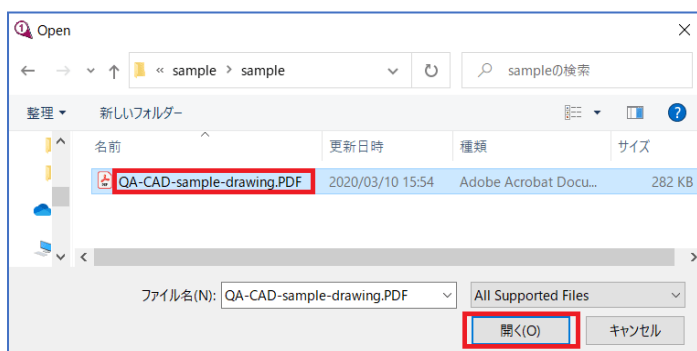 Open
« sample > sample
sampleの検索
整理
新しいフォルダー
名前
更新日時
種類
サイズ
QA-CAD-sample-drawing.PDF
2020/03/10 15:54
Adobe Acrobat Docu...
282 KB
ファイル名(N):
QA-CAD-sample-drawing.PDF
All Supported Files
開く(O)
キャンセル